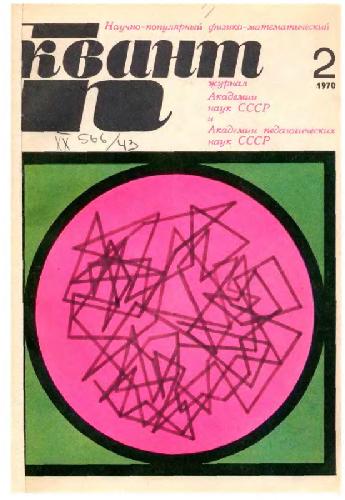 Научно-популярный физико-математический
квант
2
1970
журнал
Академии
наук СССР
и
Академии педагогических
наук СССР